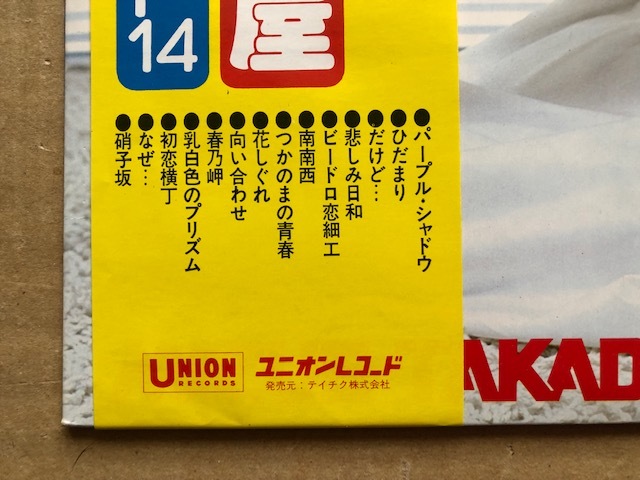 14
屋
●パープル・シャドウ
●ひだまり
●だけど…
●悲しみ日和
●ビードロ恋細工
●南南西
●つかのまの青春
●花しぐれ
●向い合わせ
●春乃岬
●乳白色のプリズム
●初恋横丁
●なぜ…
●硝子坂
UNION
RECORDS
ユニオンレコード
発売元：テイチク株式会社
AKAD